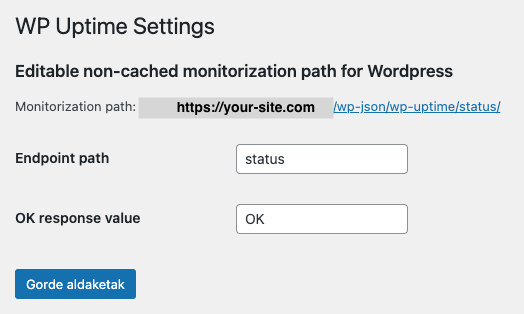 WP Uptime Settings
Editable non-cached monitorization path for Wordpress
Monitorization path: https://your-site.com /wp-json/wp-uptime/status/
Endpoint path status
OK response value OK
Gorde aldaketak